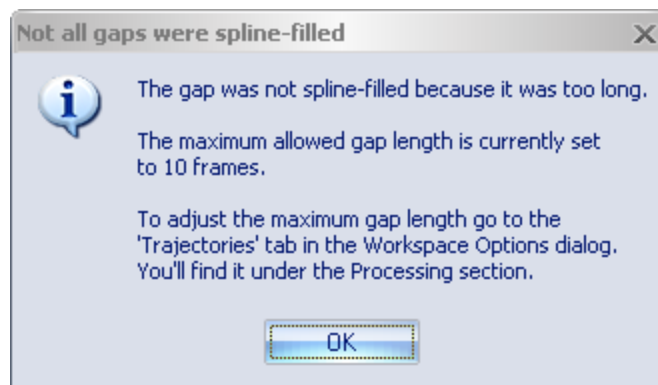 Not all gaps were spline-filled
The gap was not spline-filled because it was too long.
The maximum allowed gap length is currently set
to 10 frames.
To adjust the maximum gap length go to the
'Trajectories' tab in the Workspace Options dialog.
You'll find it under the Processing section.
OK